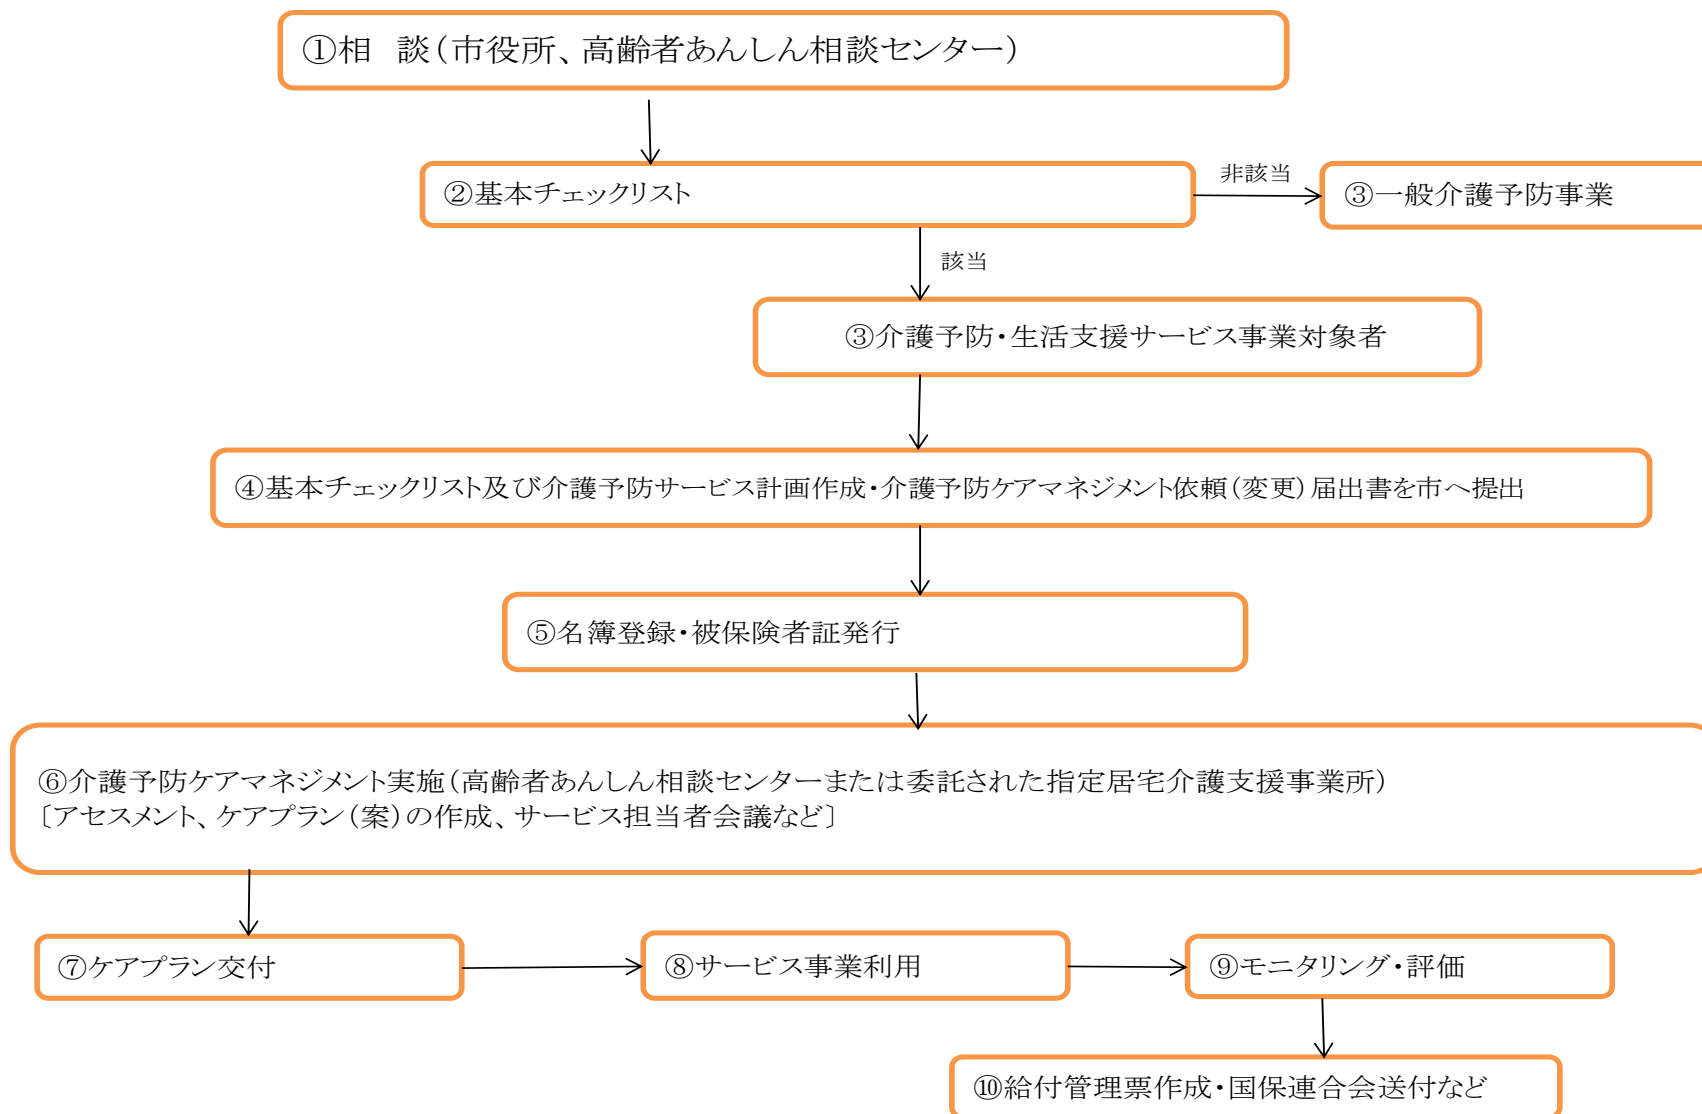 ①相　談（市役所、高齢者あんしん相談センター）
②基本チェックリスト
非該当
③一般介護予防事業
該当
③介護予防・生活支援サービス事業対象者
④基本チェックリスト及び介護予防サービス計画作成・介護予防ケアマネジメント依頼（変更）届出書を市へ提出
⑤名簿登録・被保険者証発行
⑥介護予防ケアマネジメント実施（高齢者あんしん相談センターまたは委託された指定居宅介護支援事業所）
〔アセスメント、ケアプラン（案）の作成、サービス担当者会議など〕
⑦ケアプラン交付
⑧サービス事業利用
⑨モニタリング・評価
⑩給付管理票作成・国保連合会送付など